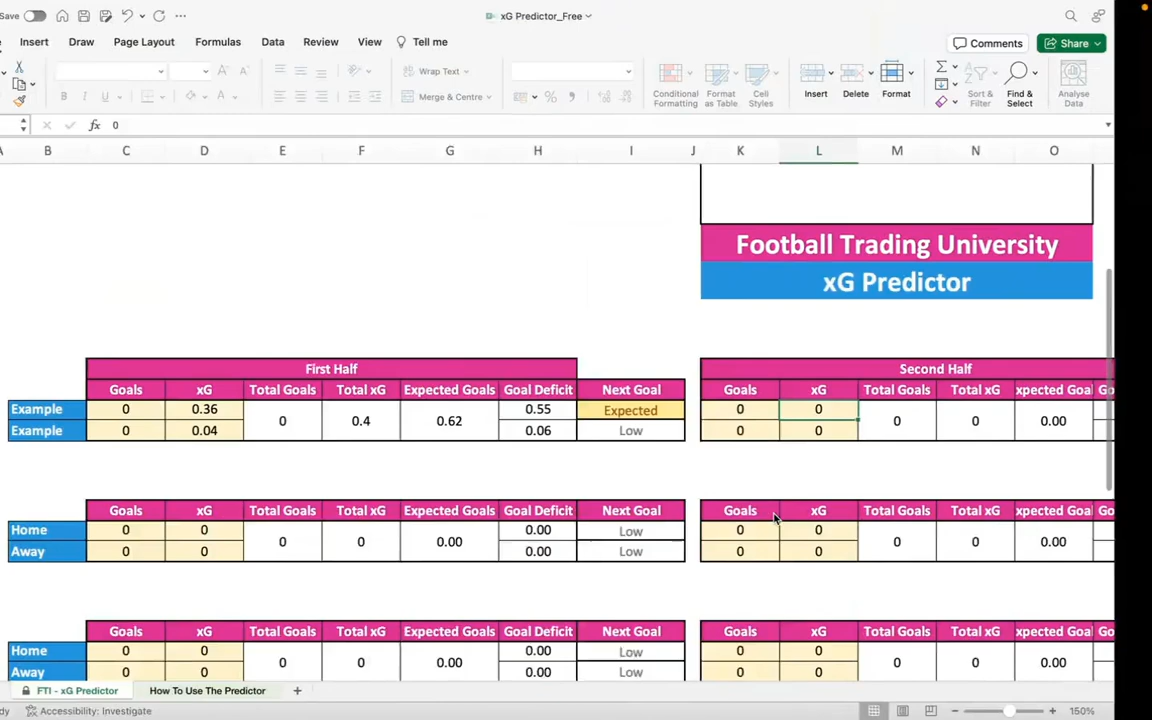 Save
xG Predictor_Free
Insert Draw Page Layout Formulas Data Review View Tell me Comments Share
Wrap Text
B I U Merge & Centre % Conditional Formatting Format as Table Cell Styles Insert Delete Format Sort & Filter Find & Select Analyse Data
fx 0
B C D E F G H I J K L M N O
Football Trading University
xG Predictor
First Half Second Half
Goals xG Total Goals Total xG Expected Goals Goal Deficit Next Goal Goals xG Total Goals Total xG xpected Goa Go
Example 0 0.36 0 0.4 0.62 0.55 Expected 0 0 0 0 0.00
Example 0 0.04 0.06 Low 0 0
Goals xG Total Goals Total xG Expected Goals Goal Deficit Next Goal Goals xG Total Goals Total xG xpected Goa Go
Home 0 0 0 0 0.00 0.00 Low 0 0 0 0 0.00
Away 0 0 0.00 Low 0 0
Goals xG Total Goals Total xG Expected Goals Goal Deficit Next Goal Goals xG Total Goals Total xG xpected Goa Go
Home 0 0 0 0 0.00 0.00 Low 0 0 0 0 0.00
Away 0 0 0.00 Low 0 0
FTI - xG Predictor How To Use The Predictor
dy Accessibility: Investigate 150%